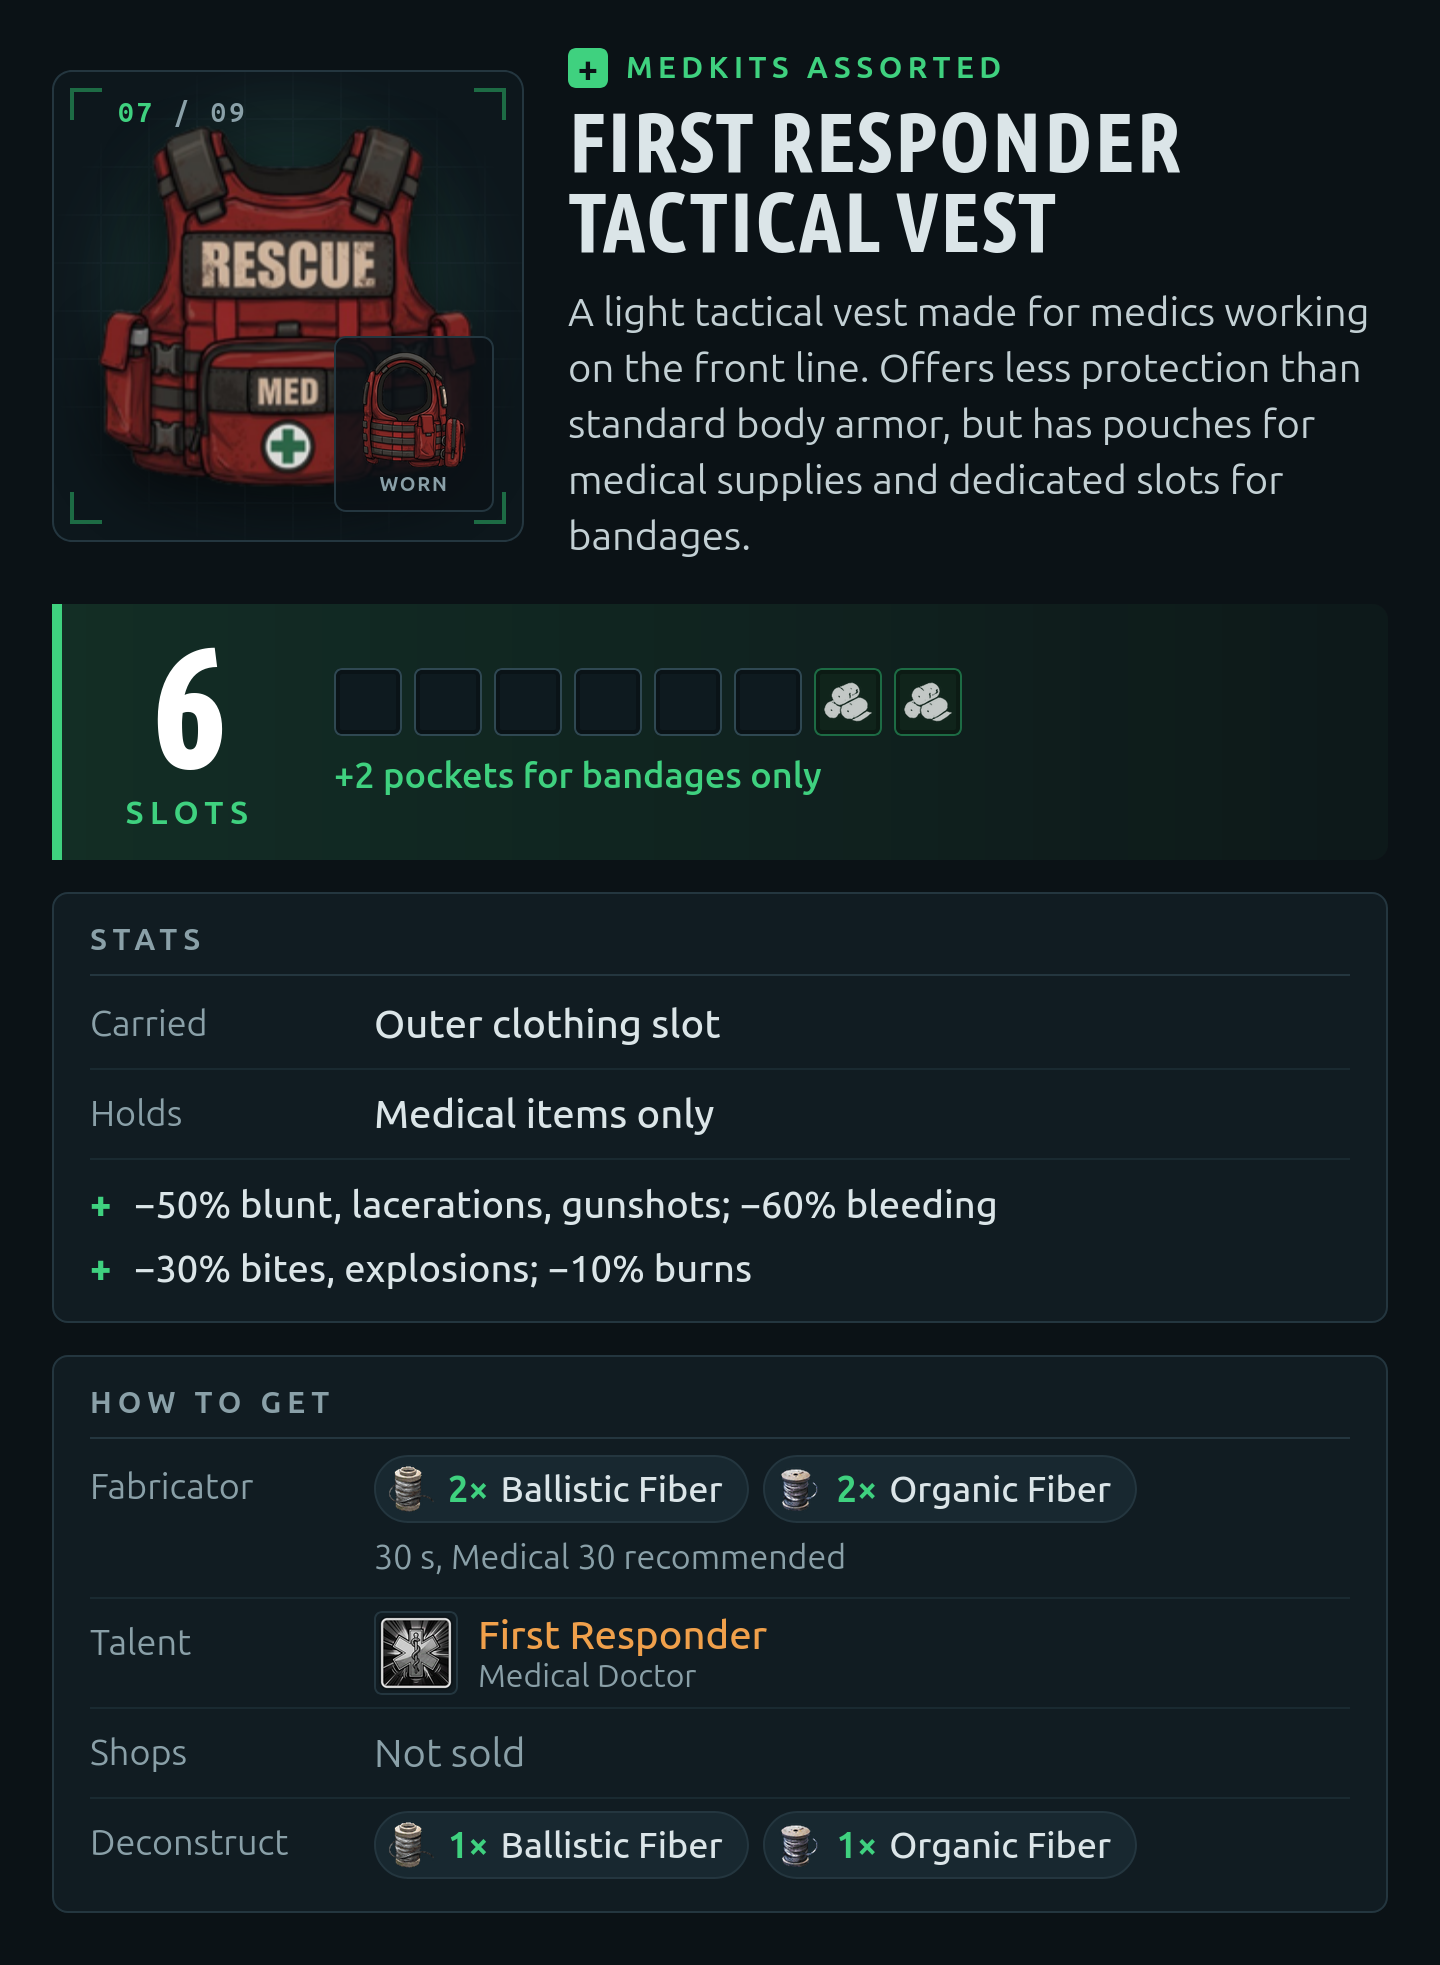 07 / 09
RESCUE
MED
WORN
+ MEDKITS ASSORTED
FIRST RESPONDER
TACTICAL VEST
A light tactical vest made for medics working
on the front line. Offers less protection than
standard body armor, but has pouches for
medical supplies and dedicated slots for
bandages.
6
SLOTS
+2 pockets for bandages only
STATS
Carried Outer clothing slot
Holds Medical items only
+ −50% blunt, lacerations, gunshots; −60% bleeding
+ −30% bites, explosions; −10% burns
HOW TO GET
Fabricator 2× Ballistic Fiber 2× Organic Fiber
30 s, Medical 30 recommended
Talent First Responder
Medical Doctor
Shops Not sold
Deconstruct 1× Ballistic Fiber 1× Organic Fiber